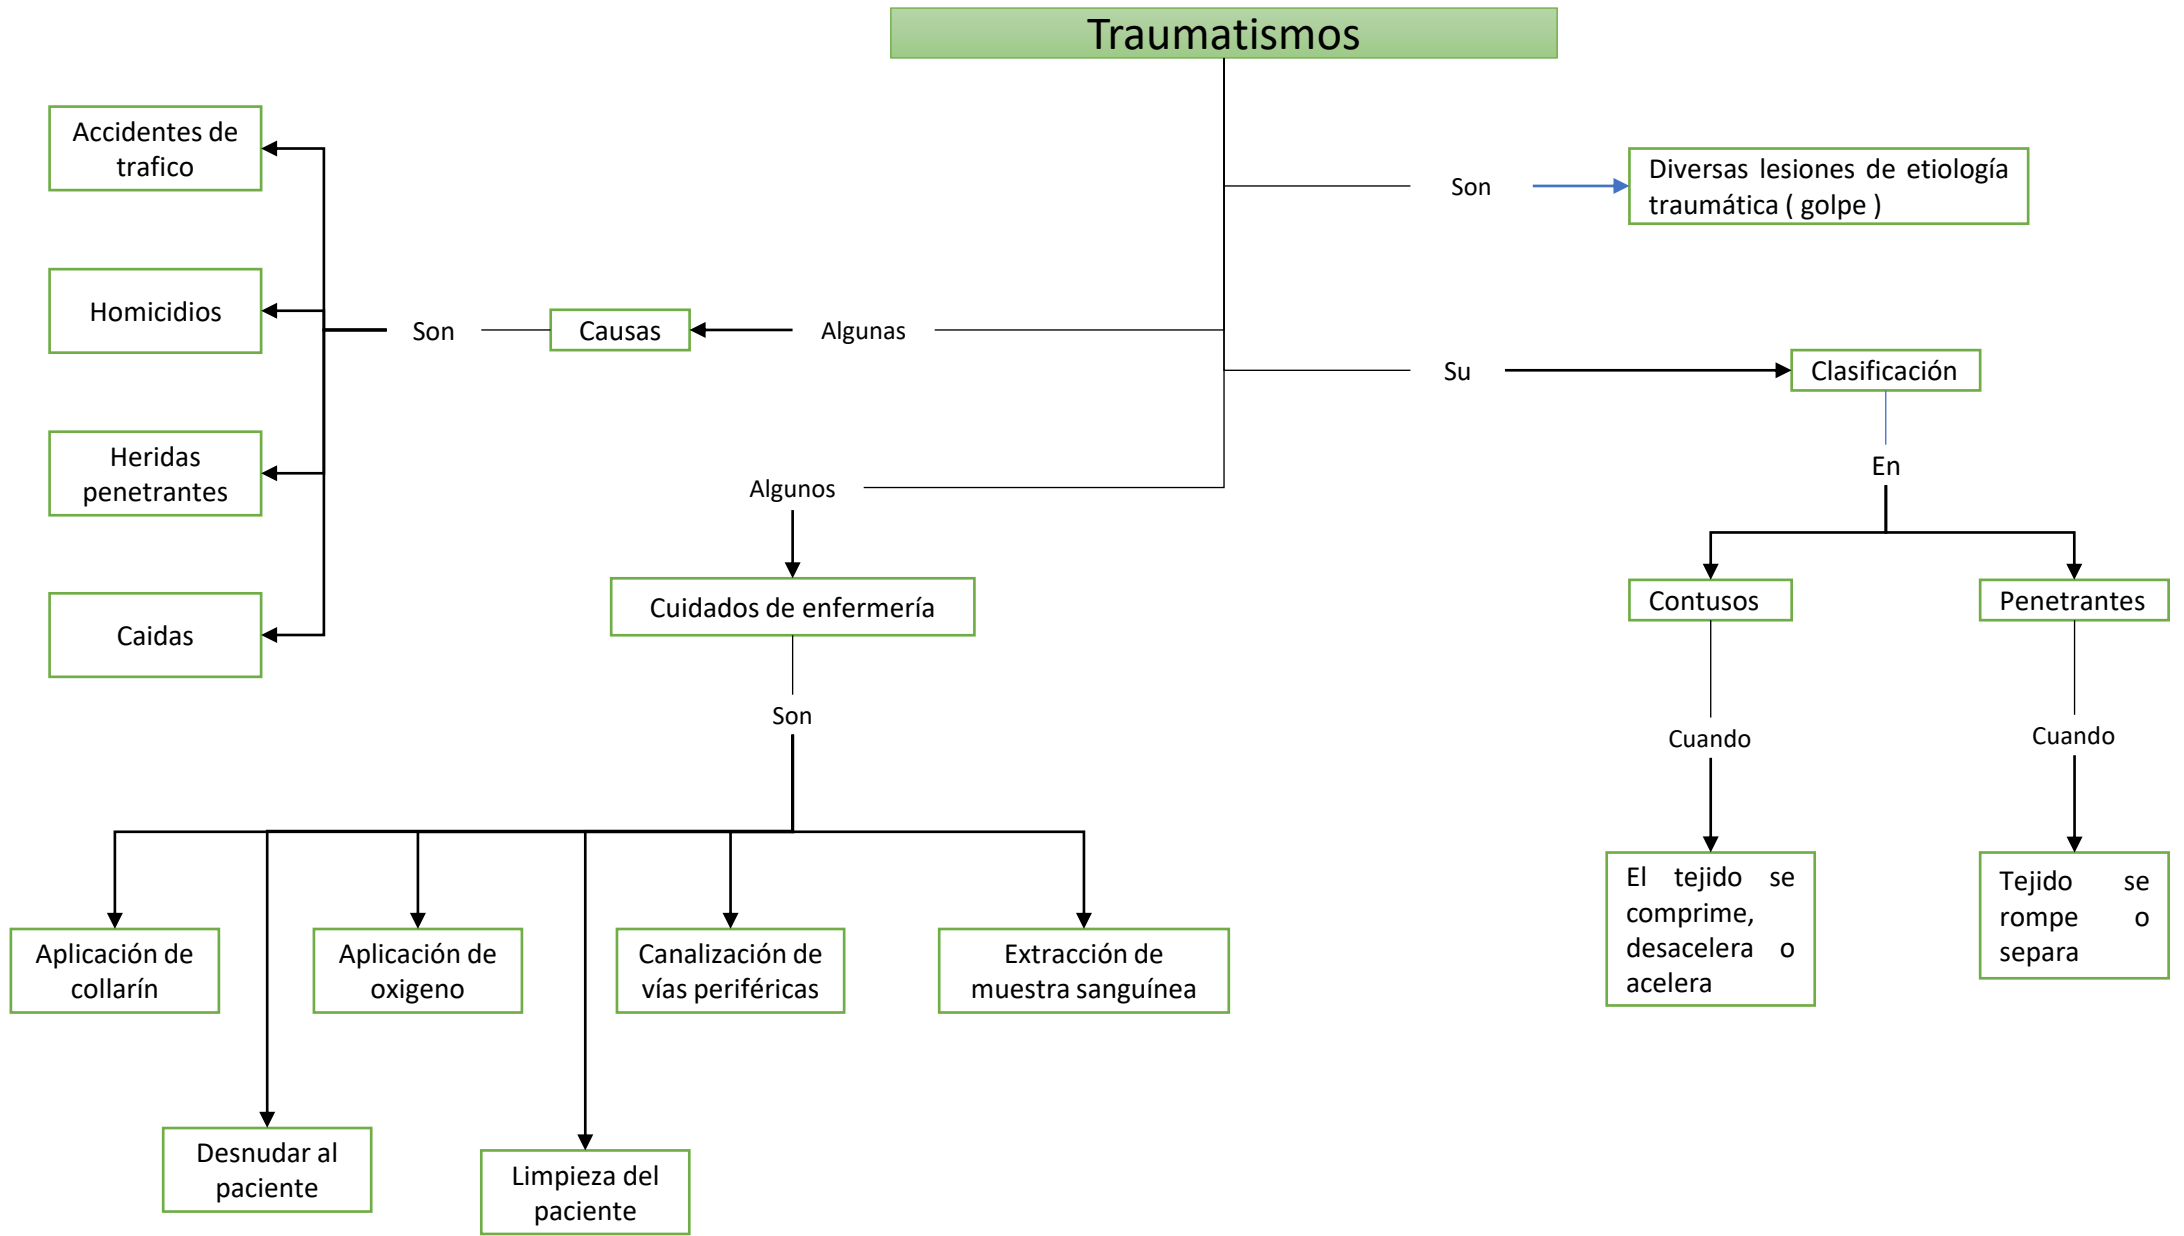 Traumatismos
Accidentes de
trafico
Diversas lesiones de etiología
traumática ( golpe )
Son
Homicidios
Son
Causas
Algunas
Su
Clasificación
Heridas
penetrantes
En
Algunos
Caidas
Cuidados de enfermería
Contusos
Penetrantes
Son
Cuando
Cuando
El tejido se
comprime,
desacelera o
acelera
Tejido se
rompe o
separa
Aplicación de
collarín
Aplicación de
oxigeno
Canalización de
vías periféricas
Extracción de
muestra sanguínea
Desnudar al
paciente
Limpieza del
paciente